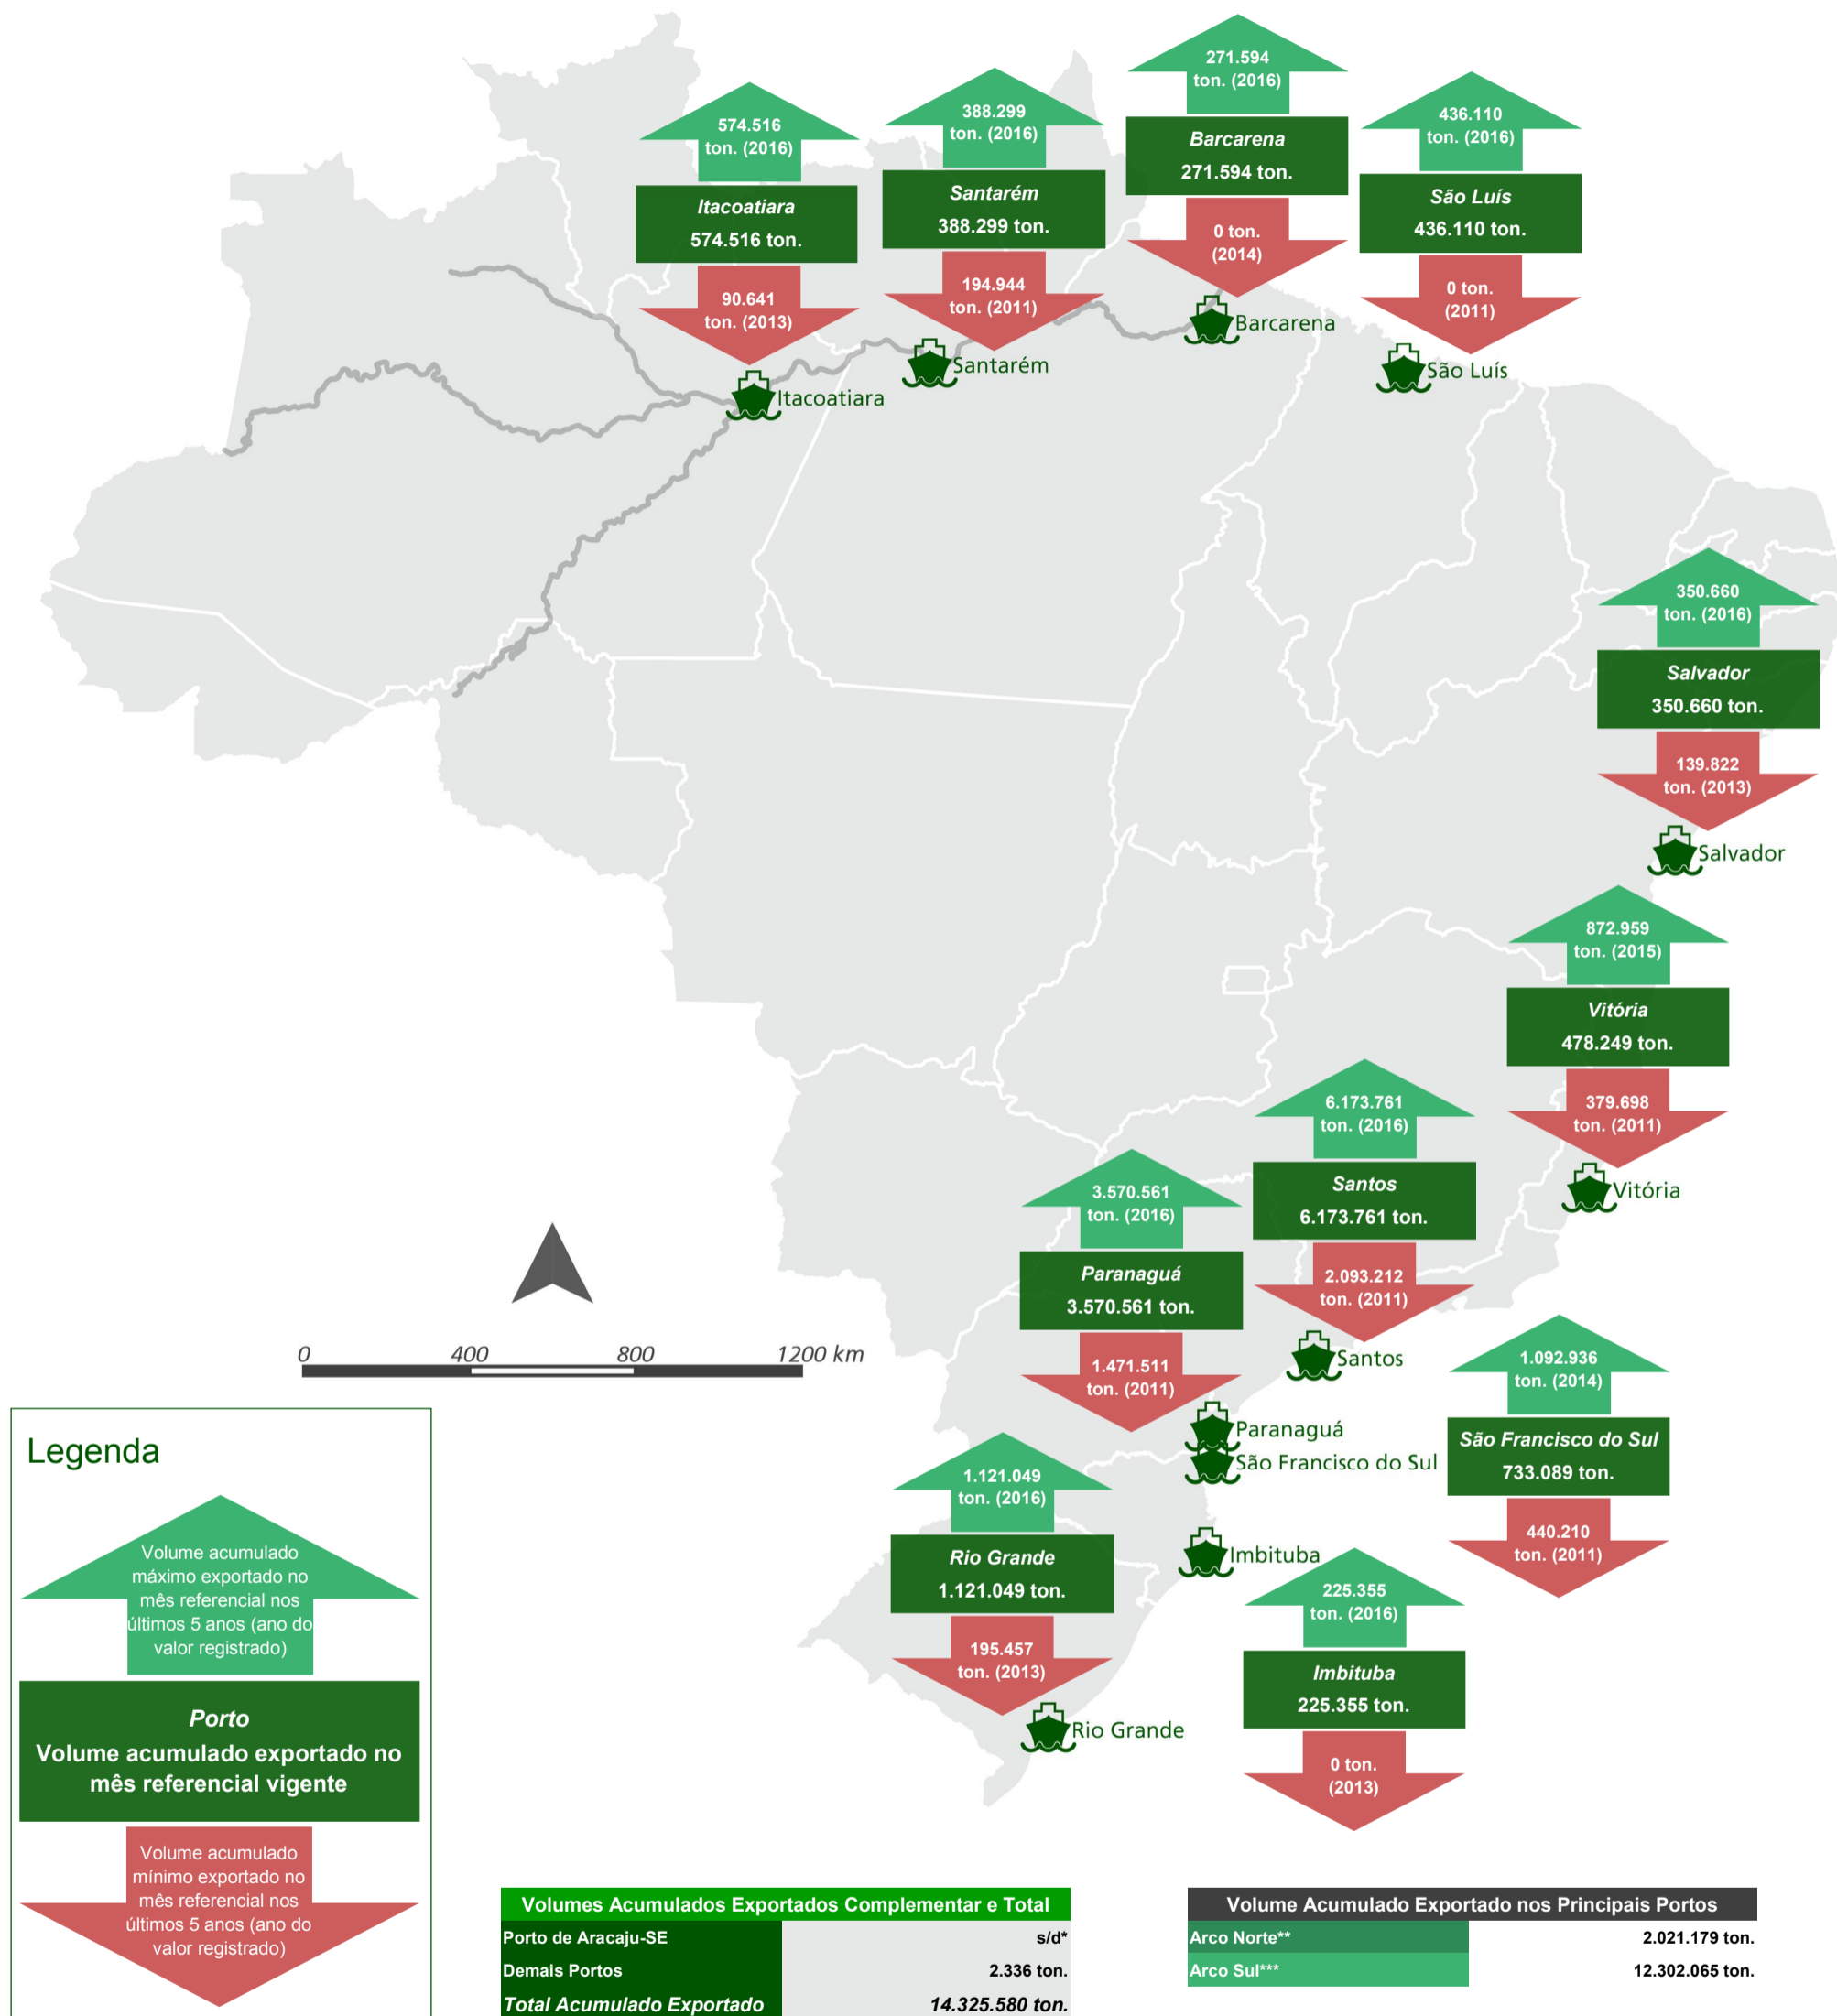 271.594
ton. (2016)
Barcarena
271.594 ton.
0 ton.
(2014)
388.299
ton. (2016)
Santarém
388.299 ton.
194.944
ton. (2011)
436.110
ton. (2016)
São Luís
436.110 ton.
0 ton.
(2011)
574.516
ton. (2016)
Itacoatiara
574.516 ton.
90.641
ton. (2013)
Barcarena
Santarém
São Luís
Itacoatiara
350.660
ton. (2016)
Salvador
350.660 ton.
139.822
ton. (2013)
Salvador
872.959
ton. (2015)
Vitória
478.249 ton.
379.698
ton. (2011)
Vitória
6.173.761
ton. (2016)
Santos
6.173.761 ton.
2.093.212
ton. (2011)
Santos
3.570.561
ton. (2016)
Paranaguá
3.570.561 ton.
1.471.511
ton. (2011)
Paranaguá
São Francisco do Sul
1.092.936
ton. (2014)
São Francisco do Sul
733.089 ton.
440.210
ton. (2011)
0 400 800 1200 km
1.121.049
ton. (2016)
Rio Grande
1.121.049 ton.
195.457
ton. (2013)
Rio Grande
Imbituba
225.355
ton. (2016)
Imbituba
225.355 ton.
0 ton.
(2013)
Legenda
Volume acumulado
máximo exportado no
mês referencial nos
últimos 5 anos (ano do
valor registrado)
Porto
Volume acumulado exportado no
mês referencial vigente
Volume acumulado
mínimo exportado no
mês referencial nos
últimos 5 anos (ano do
valor registrado)
Volumes Acumulados Exportados Complementar e Total
Porto de Aracaju-SE s/d*
Demais Portos 2.336 ton.
Total Acumulado Exportado 14.325.580 ton.
Volume Acumulado Exportado nos Principais Portos
Arco Norte** 2.021.179 ton.
Arco Sul*** 12.302.065 ton.